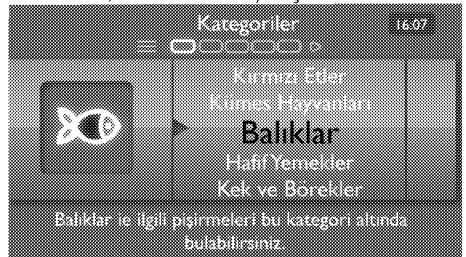 Kategoriler
16:07
Kırmızı Etler
Kümes Hayvanları
Balıklar
Hafif Yemekler
Kek ve Börekler
Balıklar ie ilgili pişirmeleri bu kategori altında
bulabilirsiniz.